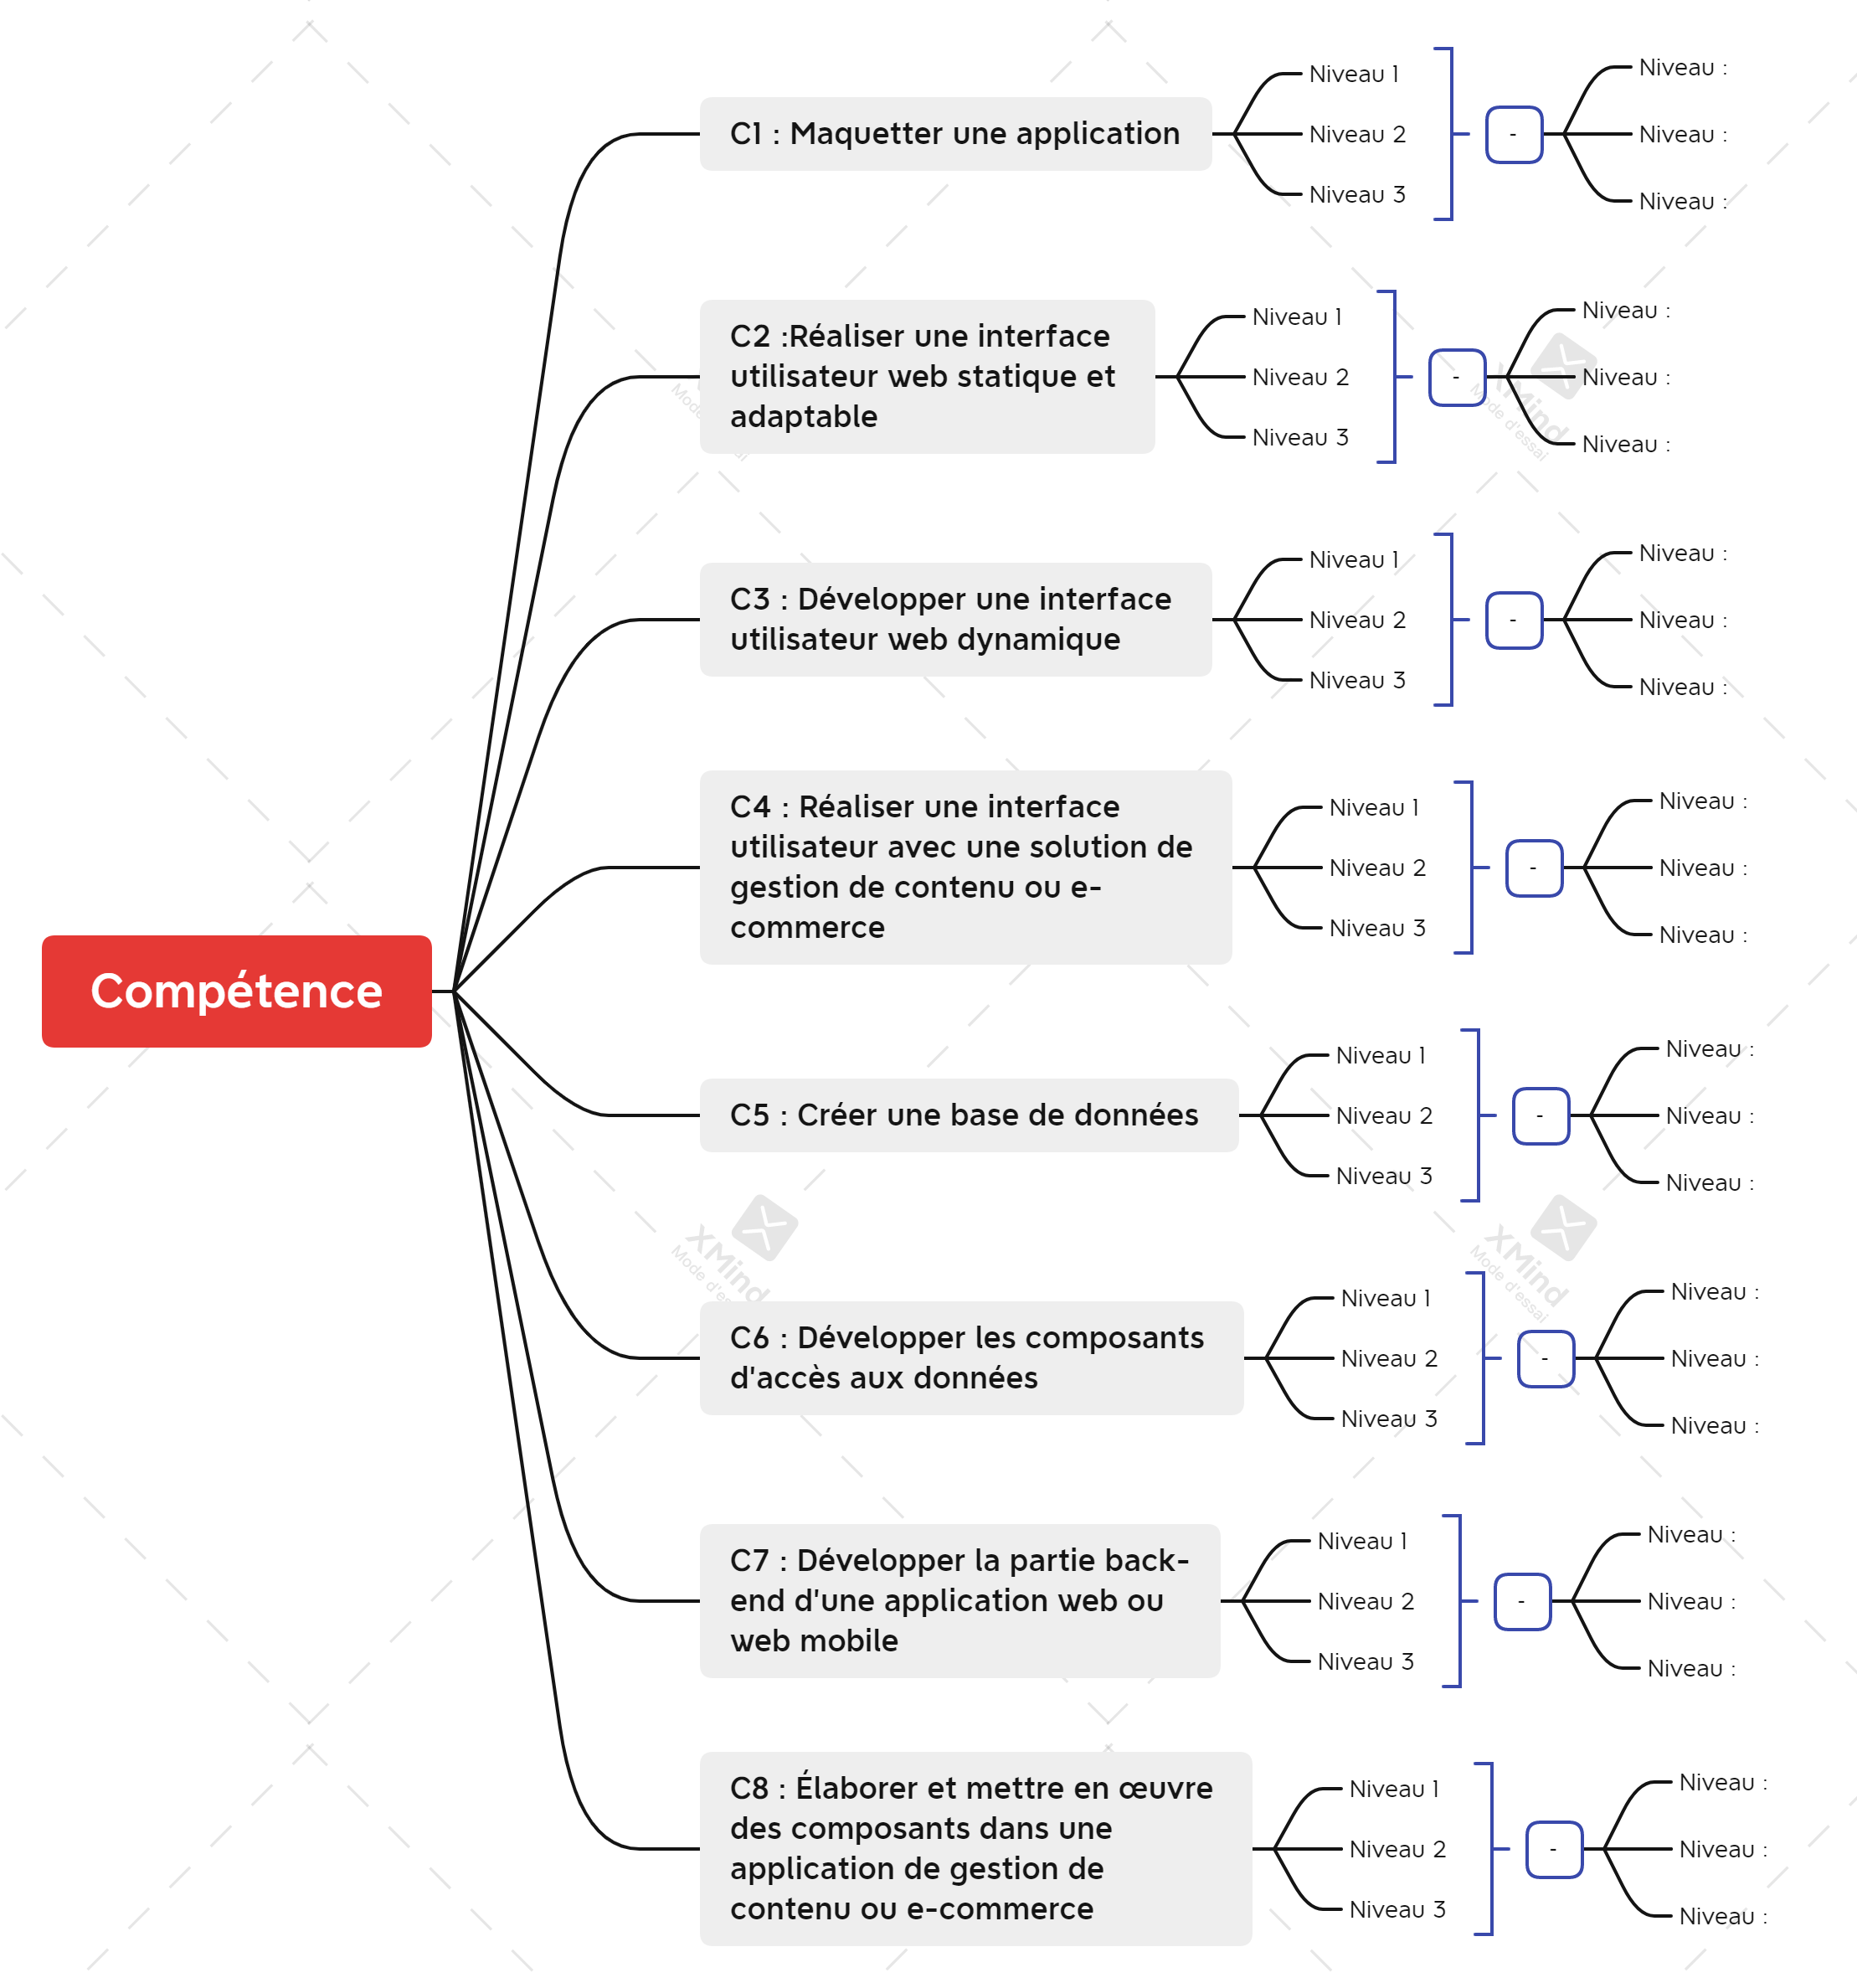 Compétence
C1 : Maquetter une application
Niveau 1
Niveau 2
Niveau 3
-
Niveau :
Niveau :
Niveau :
C2 :Réaliser une interface
utilisateur web statique et
adaptable
Niveau 1
Niveau 2
Niveau 3
-
Niveau :
Niveau :
Niveau :
XMind
Mode d'essai
C3 : Développer une interface
utilisateur web dynamique
Niveau 1
Niveau 2
Niveau 3
-
Niveau :
Niveau :
Niveau :
C4 : Réaliser une interface
utilisateur avec une solution de
gestion de contenu ou e-
commerce
Niveau 1
Niveau 2
Niveau 3
-
Niveau :
Niveau :
Niveau :
C5 : Créer une base de données
Niveau 1
Niveau 2
Niveau 3
-
Niveau :
Niveau :
Niveau :
XMind
Mode d'es
XMind
Mode d'essai
C6 : Développer les composants
d'accès aux données
Niveau 1
Niveau 2
Niveau 3
-
Niveau :
Niveau :
Niveau :
C7 : Développer la partie back-
end d'une application web ou
web mobile
Niveau 1
Niveau 2
Niveau 3
-
Niveau :
Niveau :
Niveau :
C8 : Élaborer et mettre en œuvre
des composants dans une
application de gestion de
contenu ou e-commerce
Niveau 1
Niveau 2
Niveau 3
-
Niveau :
Niveau :
Niveau :